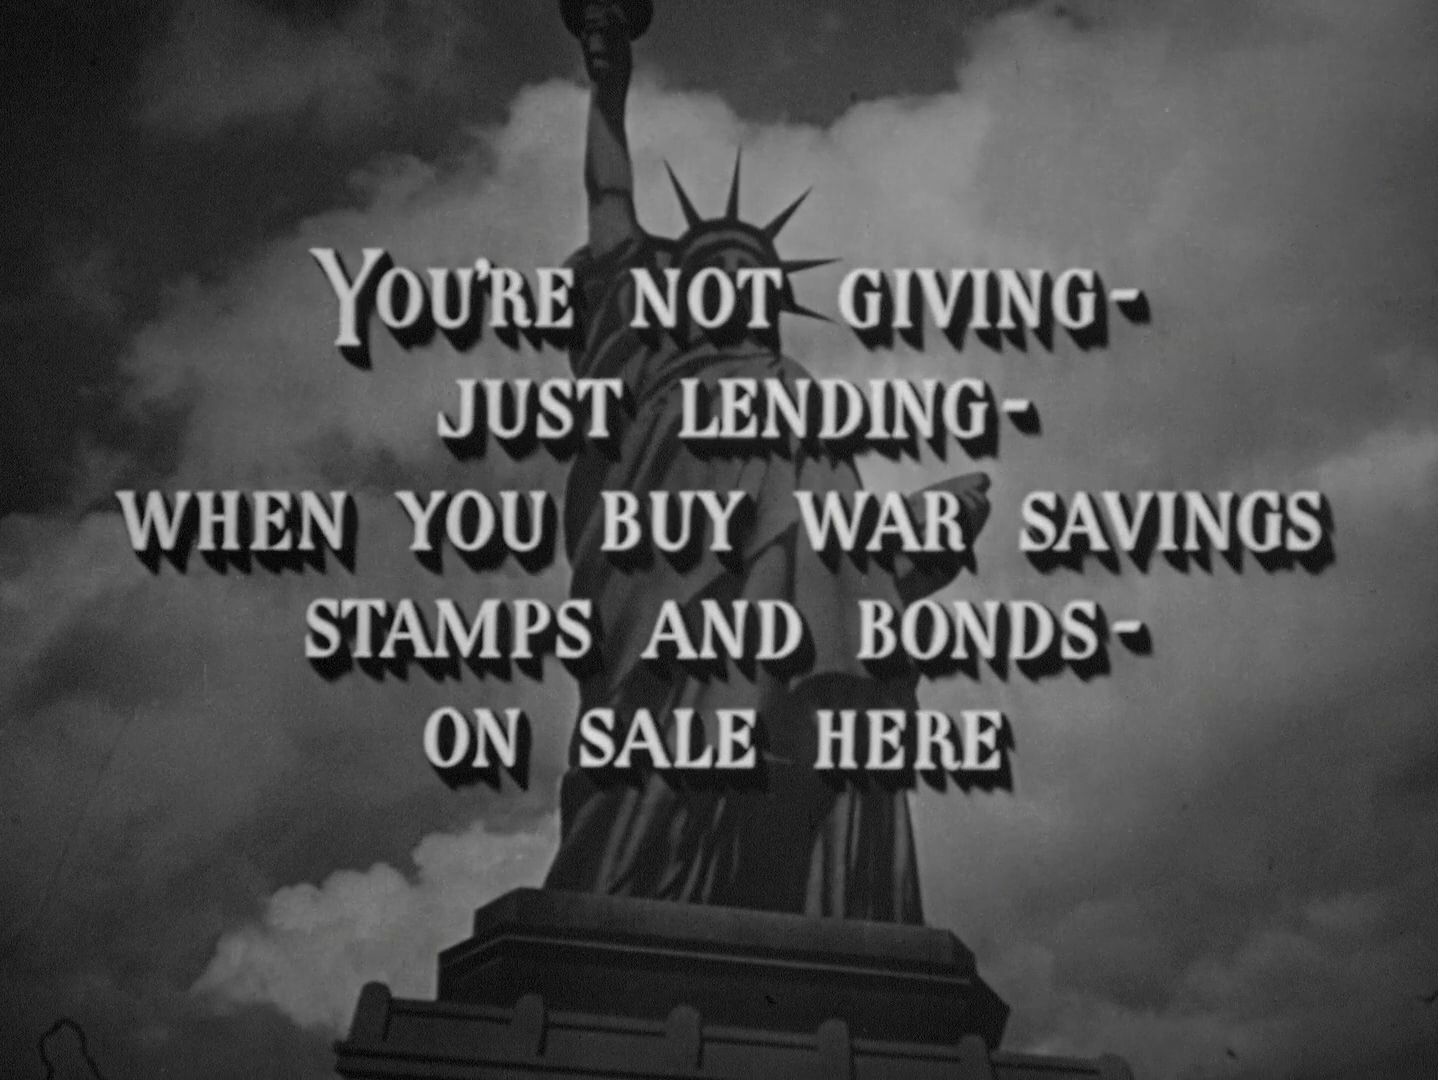 YOU'RE NOT GIVING-
JUST LENDING-
WHEN YOU BUY WAR SAVINGS
STAMPS AND BONDS-
ON SALE HERE